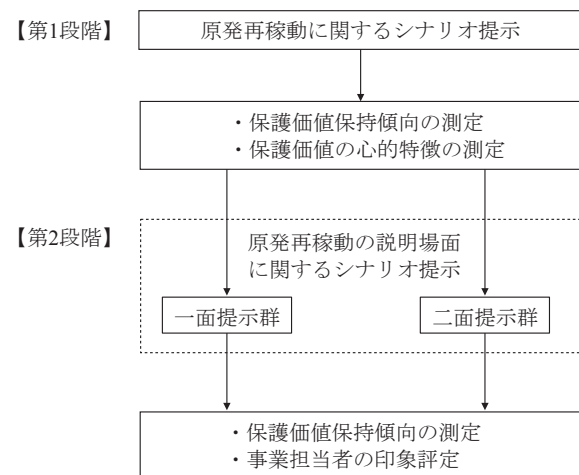 【第1段階】
原発再稼動に関するシナリオ提示
・保護価値保持傾向の測定
・保護価値の心的特徴の測定
【第2段階】
原発再稼動の説明場面
に関するシナリオ提示
一面提示群
二面提示群
・保護価値保持傾向の測定
・事業担当者の印象評定